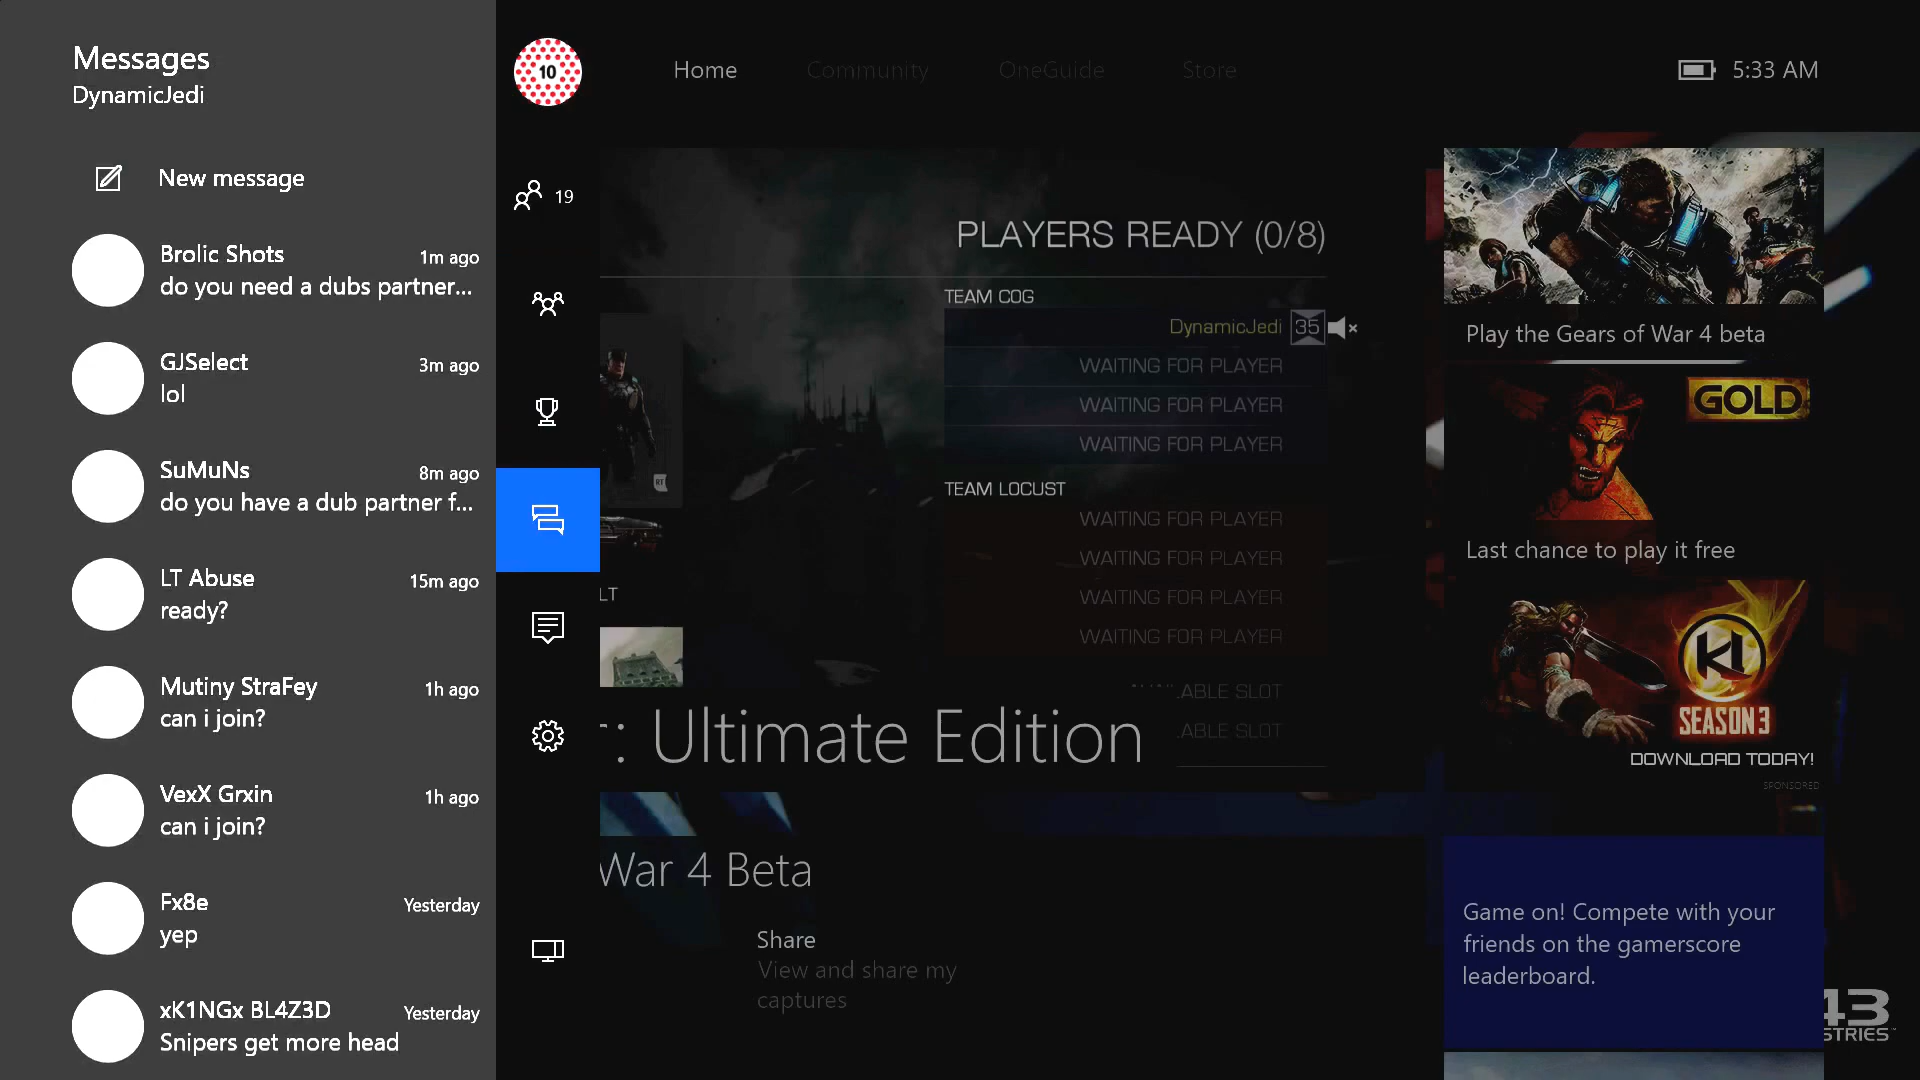 Messages
DynamicJedi
New message
Brolic Shots 1m ago
do you need a dubs partner...
GJSelect 3m ago
lol
SuMuNs 8m ago
do you have a dub partner f...
LT Abuse 15m ago
ready?
Mutiny StraFey 1h ago
can i join?
VexX Grxin 1h ago
can i join?
Fx8e Yesterday
yep
xK1NGx BL4Z3D Yesterday
Snipers get more head
10
19
Home Community OneGuide Store
5:33 AM
PLAYERS READY (0/8)
TEAM COG
DynamicJedi 35
WAITING FOR PLAYER
WAITING FOR PLAYER
WAITING FOR PLAYER
TEAM LOCUST
WAITING FOR PLAYER
WAITING FOR PLAYER
WAITING FOR PLAYER
WAITING FOR PLAYER
LT
ABLE SLOT
ABLE SLOT
: Ultimate Edition
War 4 Beta
Share
View and share my
captures
Play the Gears of War 4 beta
GOLD
Last chance to play it free
KI
SEASON 3
DOWNLOAD TODAY!
SPONSORED
Game on! Compete with your
friends on the gamerscore
leaderboard.
43
STRIES™